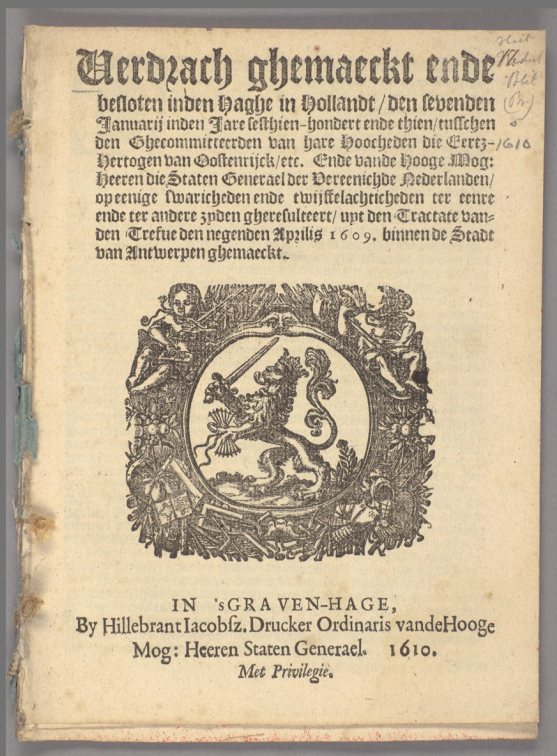 Verdrach ghemaeckt ende
besloten inden Haghe in Hollandt/den sevenden
Januarij inden Jare sesthien-hondert ende thien/tusschen
den Ghecommitteerden van hare Hoocheden die Eertz-
Hertogen van Oostenrijck/etc. Ende vande Hooge Mog:
Heeren die Staten Generael der Vereenichde Nederlanden/
op eenige swaricheden ende twijffelachticheden ter eenre
ende ter andere zyden gheresulteert/ uyt den Tractate van-
den Trefue den negenden Aprilis 1609. binnen de Stadt
van Antwerpen ghemaeckt.
1610
IN 'sGRAVEN-HAGE,
By Hillebrant Iacobsz. Drucker Ordinaris vande Hooge
Mog: Heeren Staten Generael. 1610.
Met Privilegie.